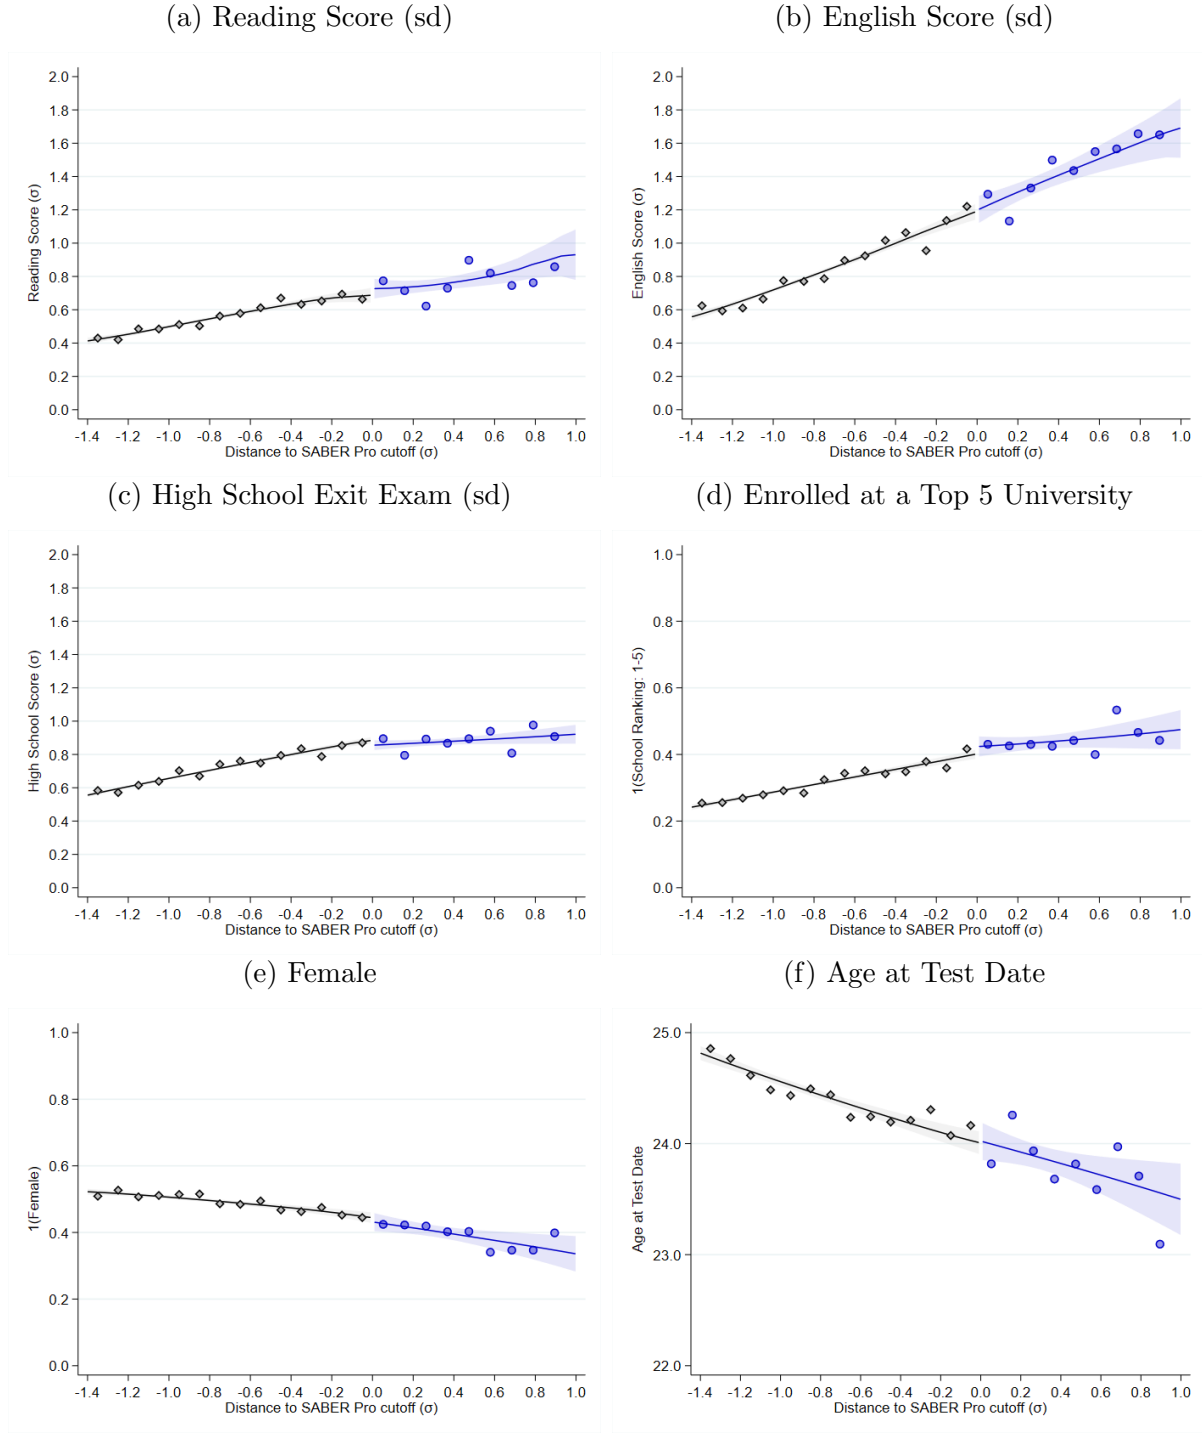 (a) Reading Score (sd)
2.0
1.8
1.6
1.4
1.2
1.0
0.8
0.6
0.4
0.2
0.0
Reading Score (σ)
-1.4 -1.2 -1.0 -0.8 -0.6 -0.4 -0.2 0.0 0.2 0.4 0.6 0.8 1.0
Distance to SABER Pro cutoff (σ)
(b) English Score (sd)
2.0
1.8
1.6
1.4
1.2
1.0
0.8
0.6
0.4
0.2
0.0
English Score (σ)
-1.4 -1.2 -1.0 -0.8 -0.6 -0.4 -0.2 0.0 0.2 0.4 0.6 0.8 1.0
Distance to SABER Pro cutoff (σ)
(c) High School Exit Exam (sd)
2.0
1.8
1.6
1.4
1.2
1.0
0.8
0.6
0.4
0.2
0.0
High School Score (σ)
-1.4 -1.2 -1.0 -0.8 -0.6 -0.4 -0.2 0.0 0.2 0.4 0.6 0.8 1.0
Distance to SABER Pro cutoff (σ)
(d) Enrolled at a Top 5 University
1.0
0.8
0.6
0.4
0.2
0.0
1(School Ranking: 1-5)
-1.4 -1.2 -1.0 -0.8 -0.6 -0.4 -0.2 0.0 0.2 0.4 0.6 0.8 1.0
Distance to SABER Pro cutoff (σ)
(e) Female
1.0
0.8
0.6
0.4
0.2
0.0
1(Female)
-1.4 -1.2 -1.0 -0.8 -0.6 -0.4 -0.2 0.0 0.2 0.4 0.6 0.8 1.0
Distance to SABER Pro cutoff (σ)
(f) Age at Test Date
25.0
24.0
23.0
22.0
Age at Test Date
-1.4 -1.2 -1.0 -0.8 -0.6 -0.4 -0.2 0.0 0.2 0.4 0.6 0.8 1.0
Distance to SABER Pro cutoff (σ)